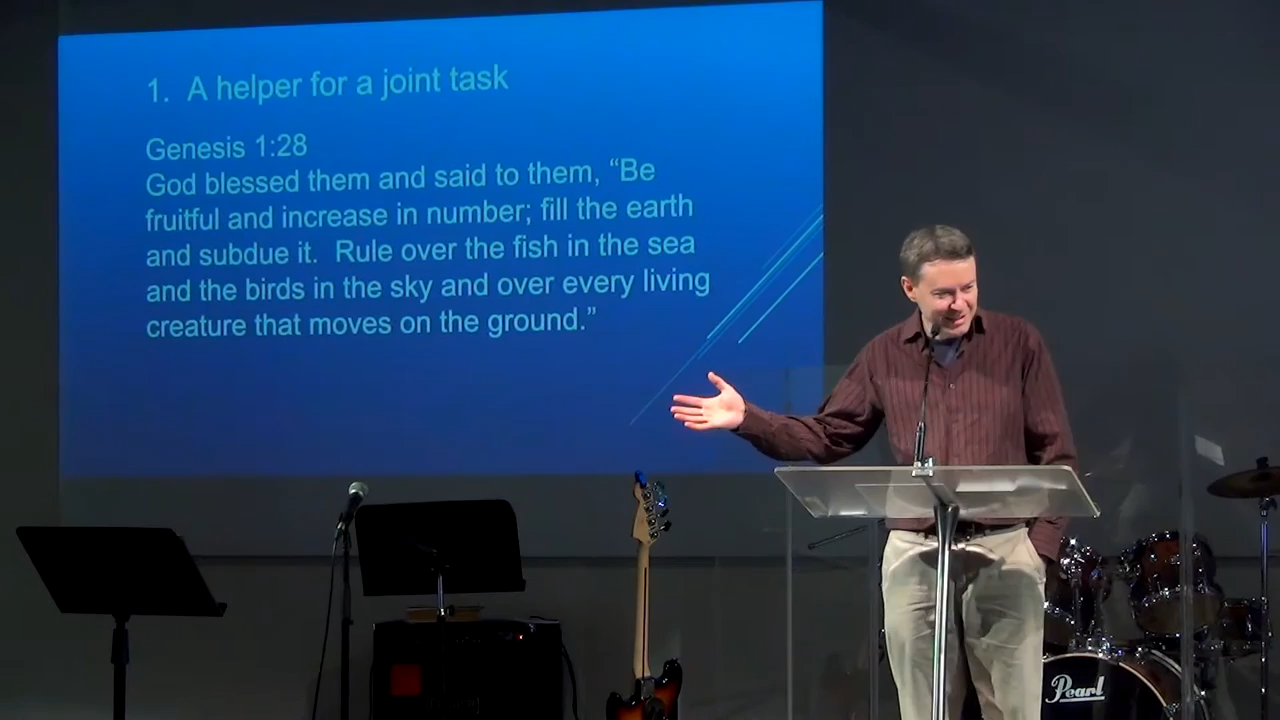 1. A helper for a joint task
Genesis 1:28
God blessed them and said to them, “Be
fruitful and increase in number; fill the earth
and subdue it. Rule over the fish in the sea
and the birds in the sky and over every living
creature that moves on the ground.”
Pearl